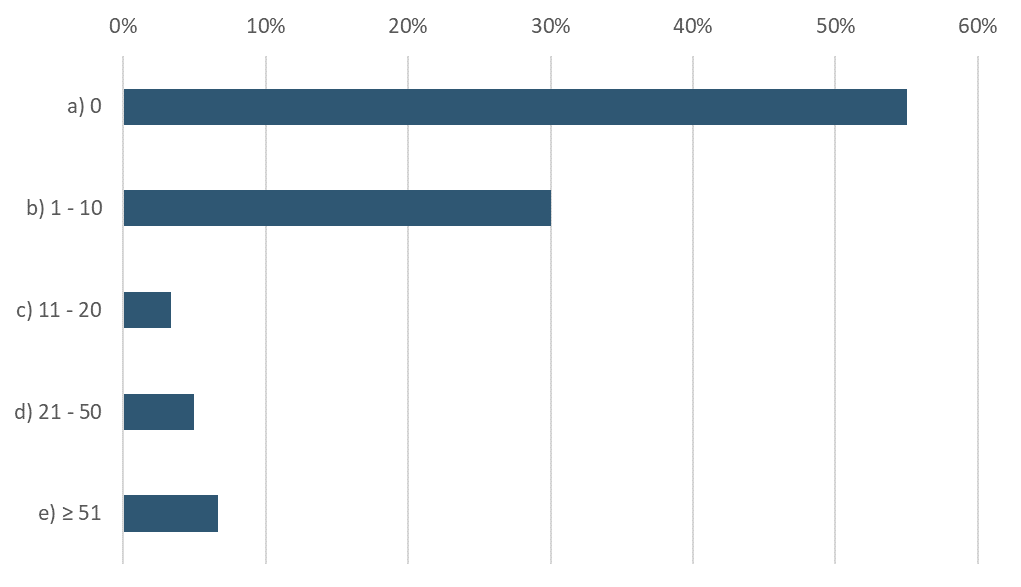 0% 10% 20% 30% 40% 50% 60%
a) 0
b) 1 - 10
c) 11 - 20
d) 21 - 50
e) ≥ 51